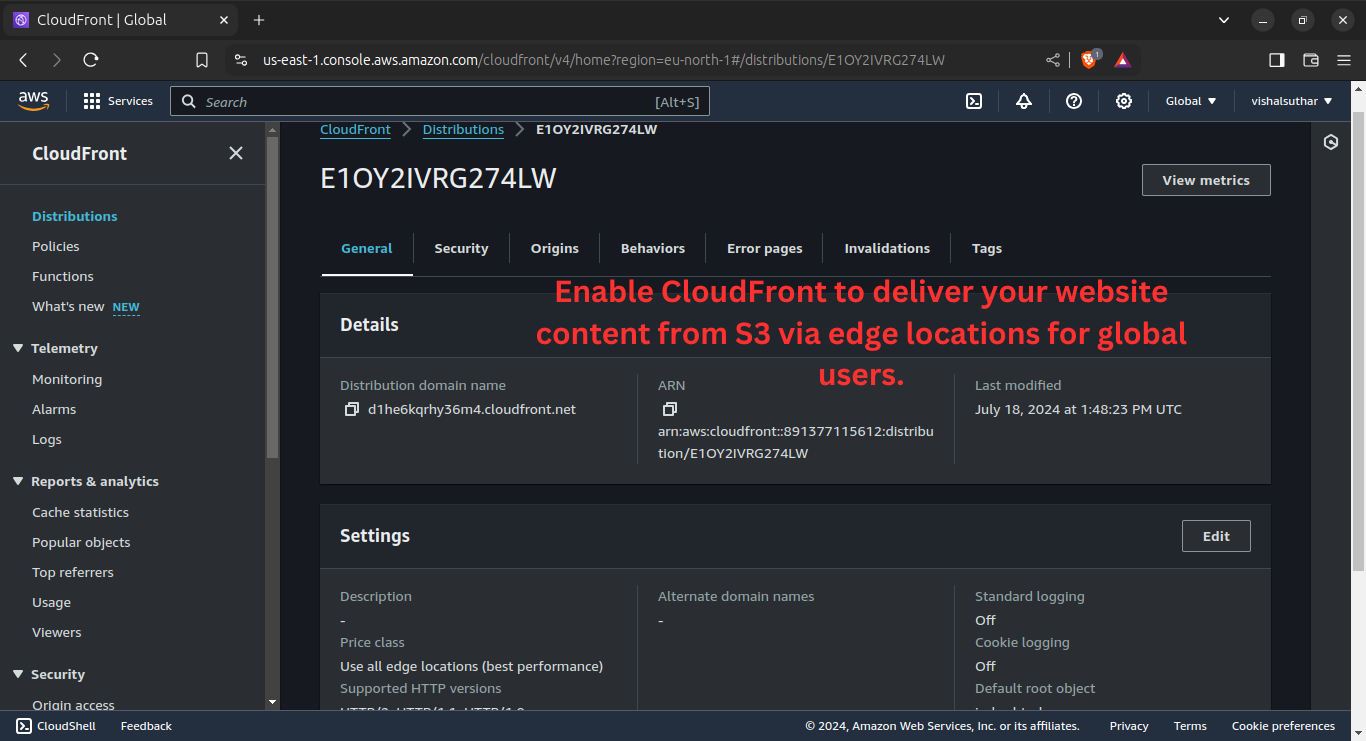 CloudFront | Global
us-east-1.console.aws.amazon.com/cloudfront/v4/home?region=eu-north-1#/distributions/E1OY2IVRG274LW
1
aws
Services
Search
[Alt+S]
Global
vishalsuthar
CloudFront
Distributions
Policies
Functions
What's new NEW
Telemetry
Monitoring
Alarms
Logs
Reports & analytics
Cache statistics
Popular objects
Top referrers
Usage
Viewers
Security
Origin access
CloudFront
Distributions
E1OY2IVRG274LW
E1OY2IVRG274LW
View metrics
General
Security
Origins
Behaviors
Error pages
Invalidations
Tags
Enable CloudFront to deliver your website
content from S3 via edge locations for global
users.
Details
Distribution domain name
d1he6kqrhy36m4.cloudfront.net
ARN
arn:aws:cloudfront::891377115612:distribu
tion/E1OY2IVRG274LW
Last modified
July 18, 2024 at 1:48:23 PM UTC
Settings
Edit
Description
-
Price class
Use all edge locations (best performance)
Supported HTTP versions
Alternate domain names
-
Standard logging
Off
Cookie logging
Off
Default root object
CloudShell
Feedback
© 2024, Amazon Web Services, Inc. or its affiliates.
Privacy
Terms
Cookie preferences